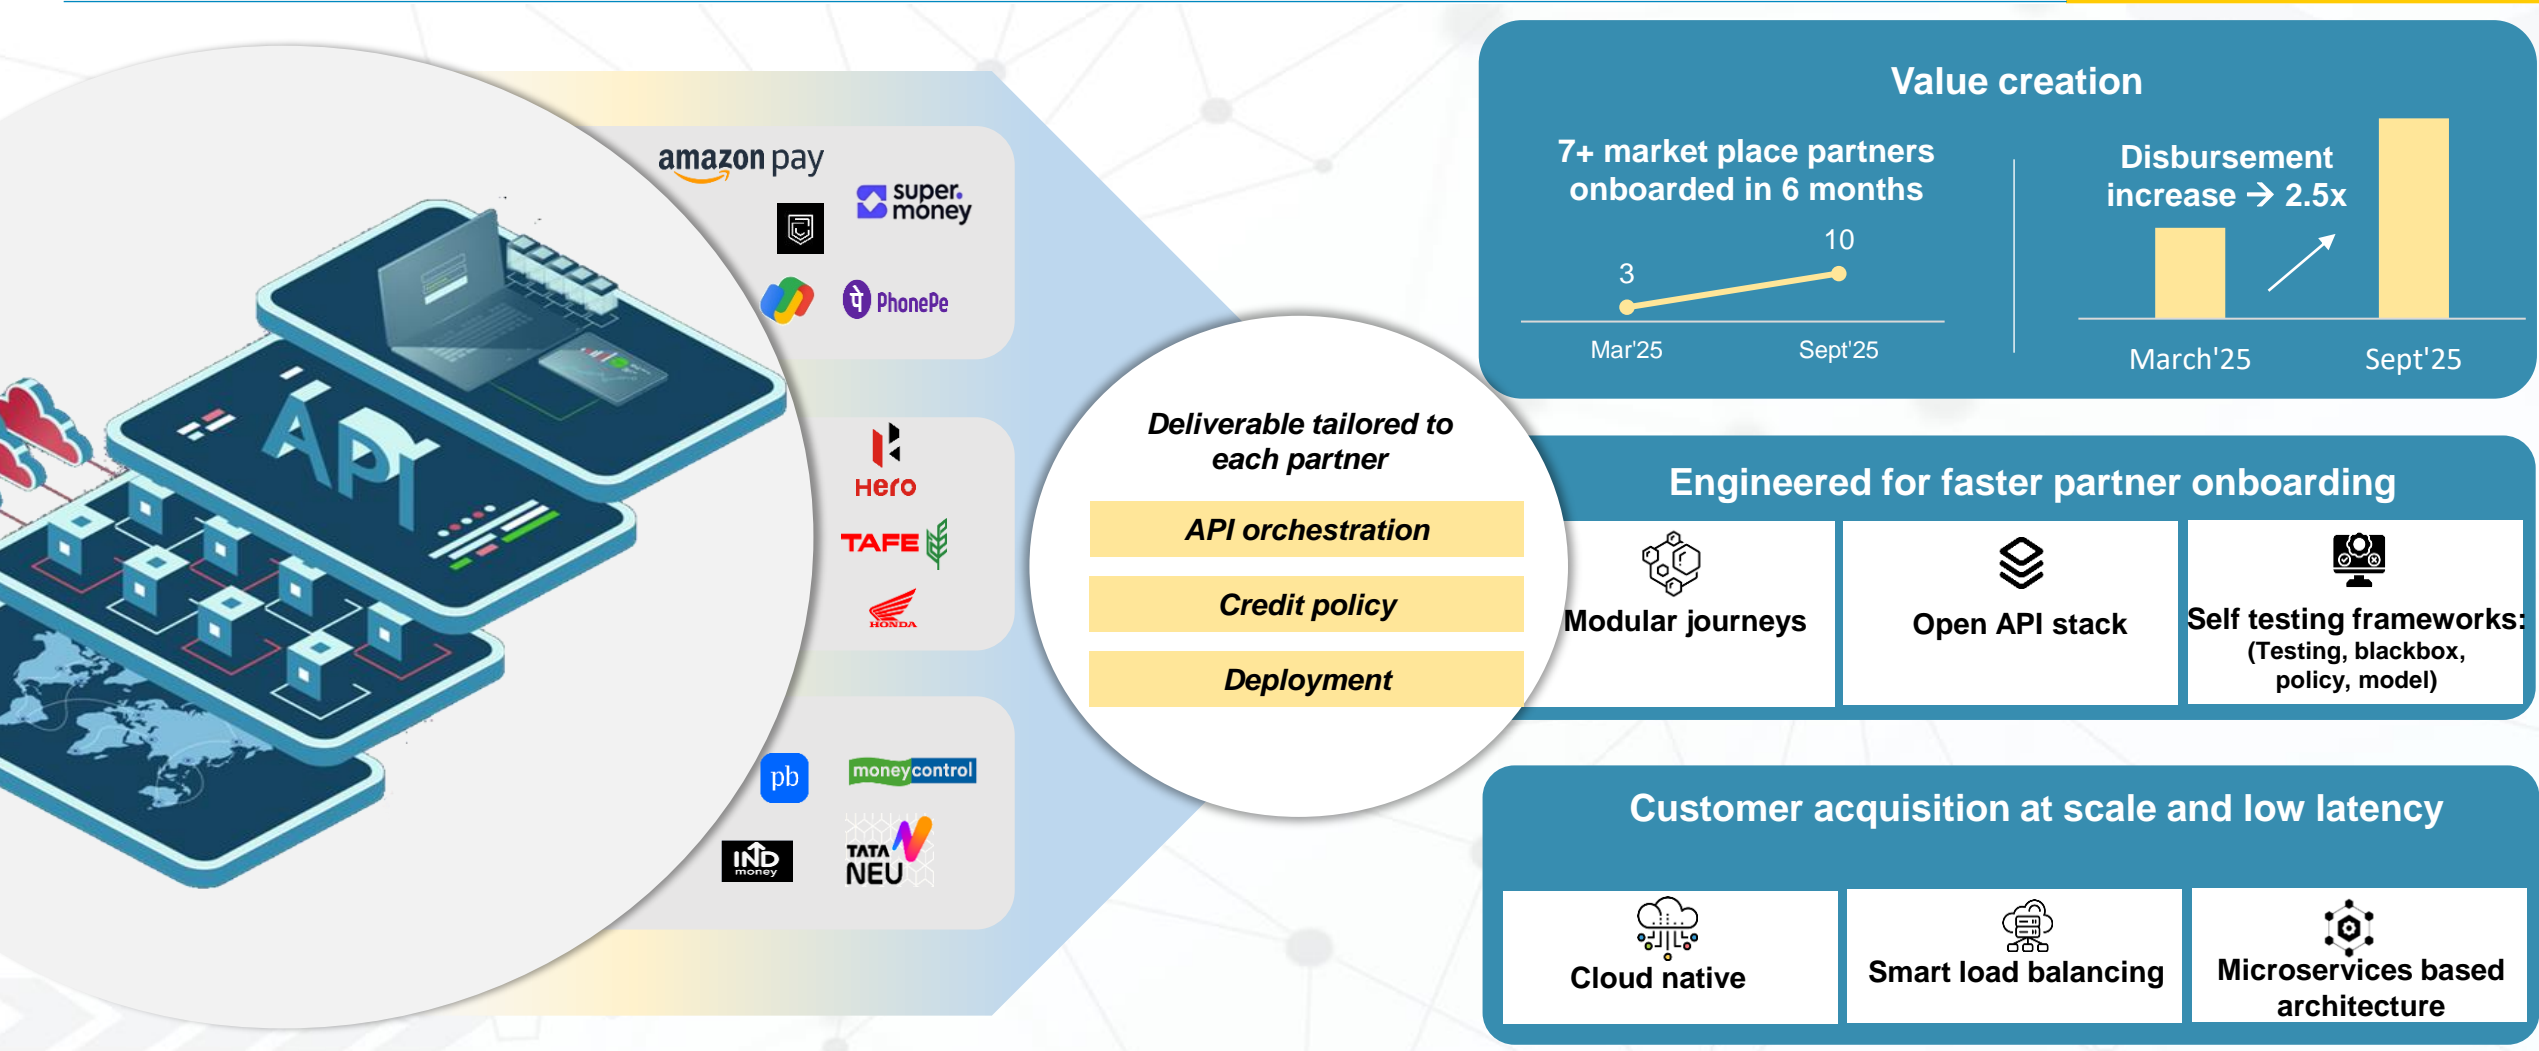 API
amazon pay
super.
money
पे PhonePe
Hero
TAFE
HONDA
pb
moneycontrol
IND
money
TATA
NEU
Deliverable tailored to
each partner
API orchestration
Credit policy
Deployment
Value creation
7+ market place partners
onboarded in 6 months
3
10
Mar'25
Sept'25
Disbursement
increase → 2.5x
March'25
Sept'25
Engineered for faster partner onboarding
Modular journeys
Open API stack
Self testing frameworks:
(Testing, blackbox,
policy, model)
Customer acquisition at scale and low latency
Cloud native
Smart load balancing
Microservices based
architecture